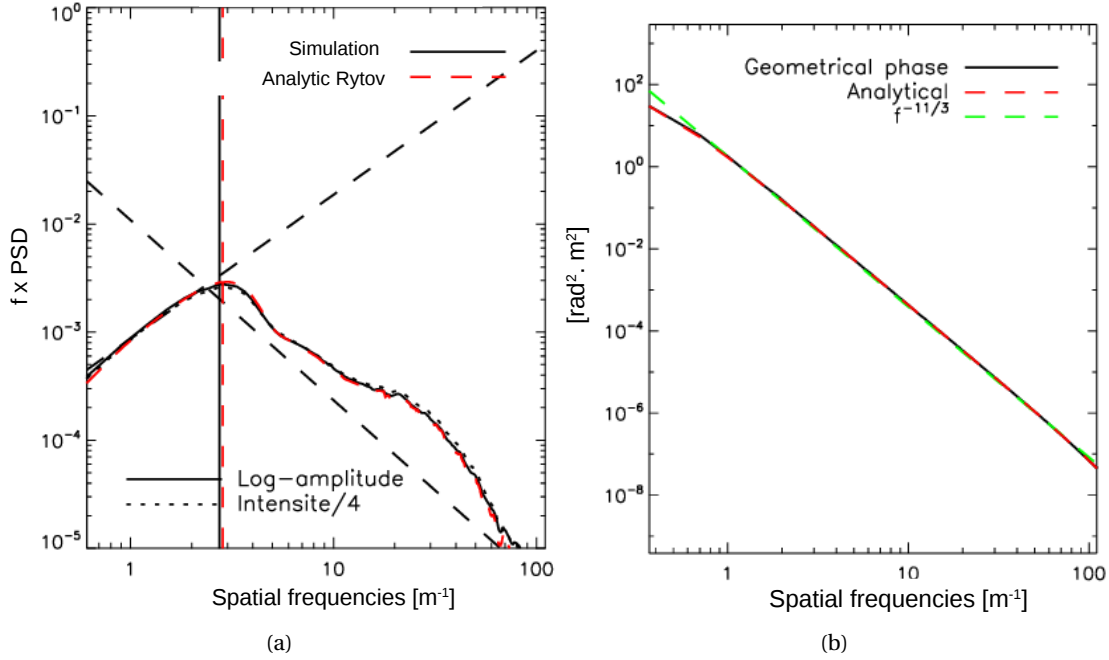 10⁰
10⁻¹
10⁻²
10⁻³
10⁻⁴
10⁻⁵
f x PSD
Simulation
Analytic Rytov
Log-amplitude
Intensite/4
1
10
100
Spatial frequencies [m⁻¹]
(a)
10²
10⁰
10⁻²
10⁻⁴
10⁻⁶
10⁻⁸
[rad². m²]
Geometrical phase
Analytical
f⁻¹¹/³
1
10
100
Spatial frequencies [m⁻¹]
(b)